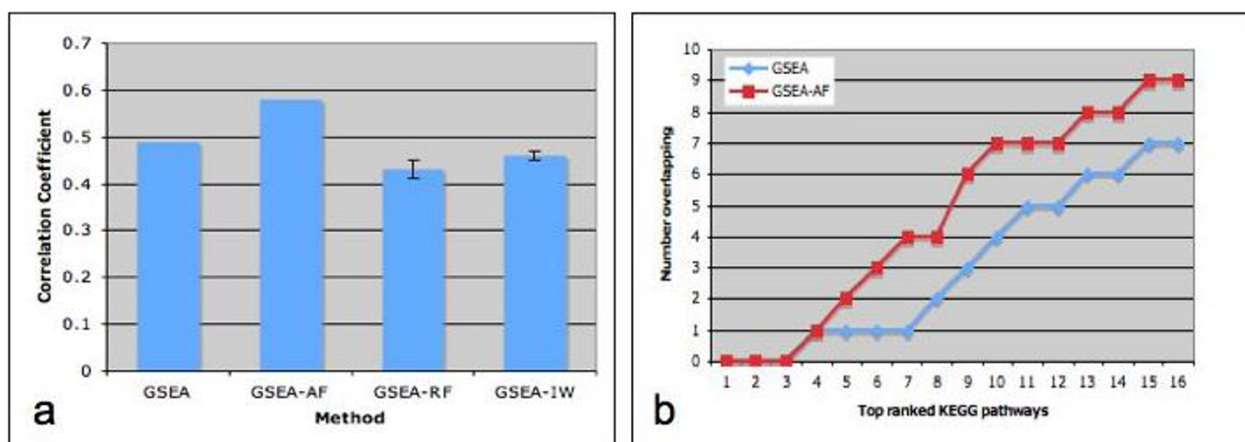 0.7
0.6
0.5
0.4
0.3
0.2
0.1
0
Correlation Coefficient
GSEA GSEA-AF GSEA-RF GSEA-IW
Method
a
10
9
8
7
6
5
4
3
2
1
0
Number overlapping
GSEA
GSEA-AF
1 2 3 4 5 6 7 8 9 10 11 12 13 14 15 16
Top ranked KEGG pathways
b